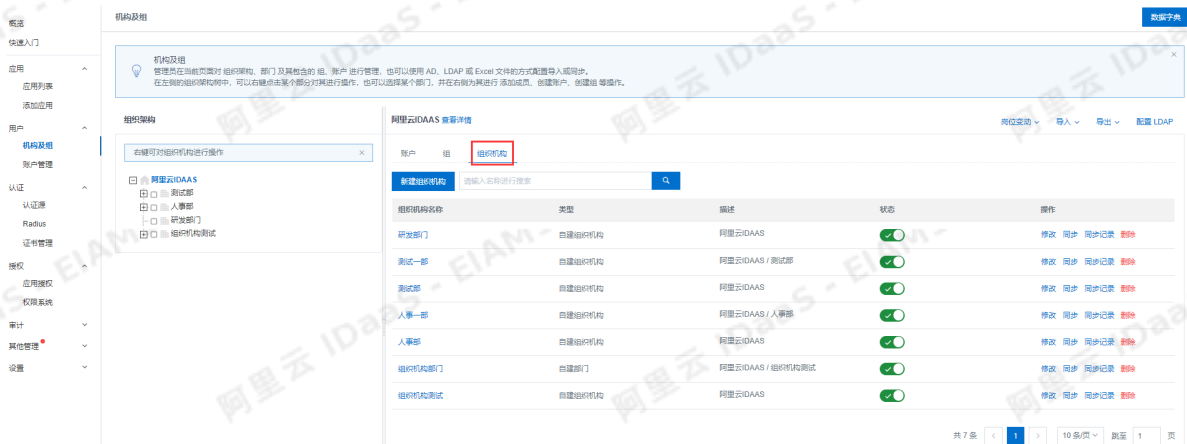 概览
快速入门
应用
应用列表
添加应用
用户
机构及组
账户管理
认证
认证源
Radius
证书管理
授权
应用授权
权限系统
审计
其他管理
设置
机构及组
数据字典
机构及组
管理员在当前页面对 组织架构、部门 及其包含的 组、账户 进行管理，也可以使用 AD、LDAP 或 Excel 文件的方式配置导入或同步。
在左侧的组织架构树中，可以右键点击某个部分对其进行操作，也可以选择某个部门，并在右侧为其进行 添加成员、创建账户、创建组 等操作。
组织架构
右键可对组织机构进行操作
阿里云IDAAS
测试部
人事部
研发部门
组织机构测试
阿里云IDAAS 查看详情
岗位变动 导入 导出 配置 LDAP
账户 组 组织机构
新建组织机构 请输入名称进行搜索
组织机构名称 类型 描述 状态 操作
研发部门 自建组织机构 阿里云IDAAS 修改 同步 同步记录 删除
测试一部 自建组织机构 阿里云IDAAS / 测试部 修改 同步 同步记录 删除
测试部 自建组织机构 阿里云IDAAS 修改 同步 同步记录 删除
人事一部 自建组织机构 阿里云IDAAS / 人事部 修改 同步 同步记录 删除
人事部 自建组织机构 阿里云IDAAS 修改 同步 同步记录 删除
组织机构部门 自建部门 阿里云IDAAS / 组织机构测试 修改 同步 同步记录 删除
组织机构测试 自建组织机构 阿里云IDAAS 修改 同步 同步记录 删除
共 7 条 < 1 > 10 条/页 跳至 1 页